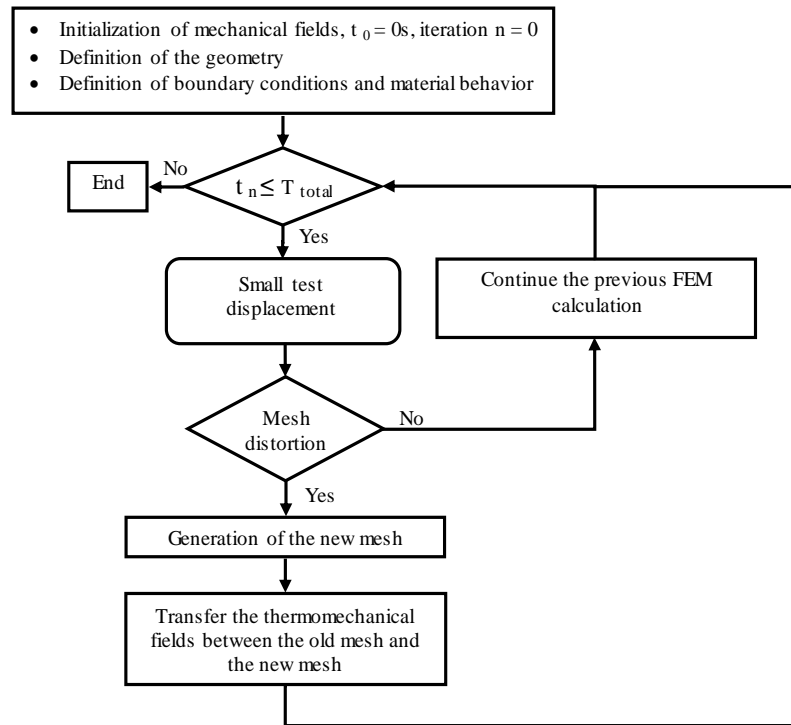 • Initialization of mechanical fields, t 0 = 0s, iteration n = 0
• Definition of the geometry
• Definition of boundary conditions and material behavior
No
End
t n ≤ T total
Yes
Small test
displacement
Continue the previous FEM
calculation
Mesh
distortion
No
Yes
Generation of the new mesh
Transfer the thermomechanical
fields between the old mesh and
the new mesh